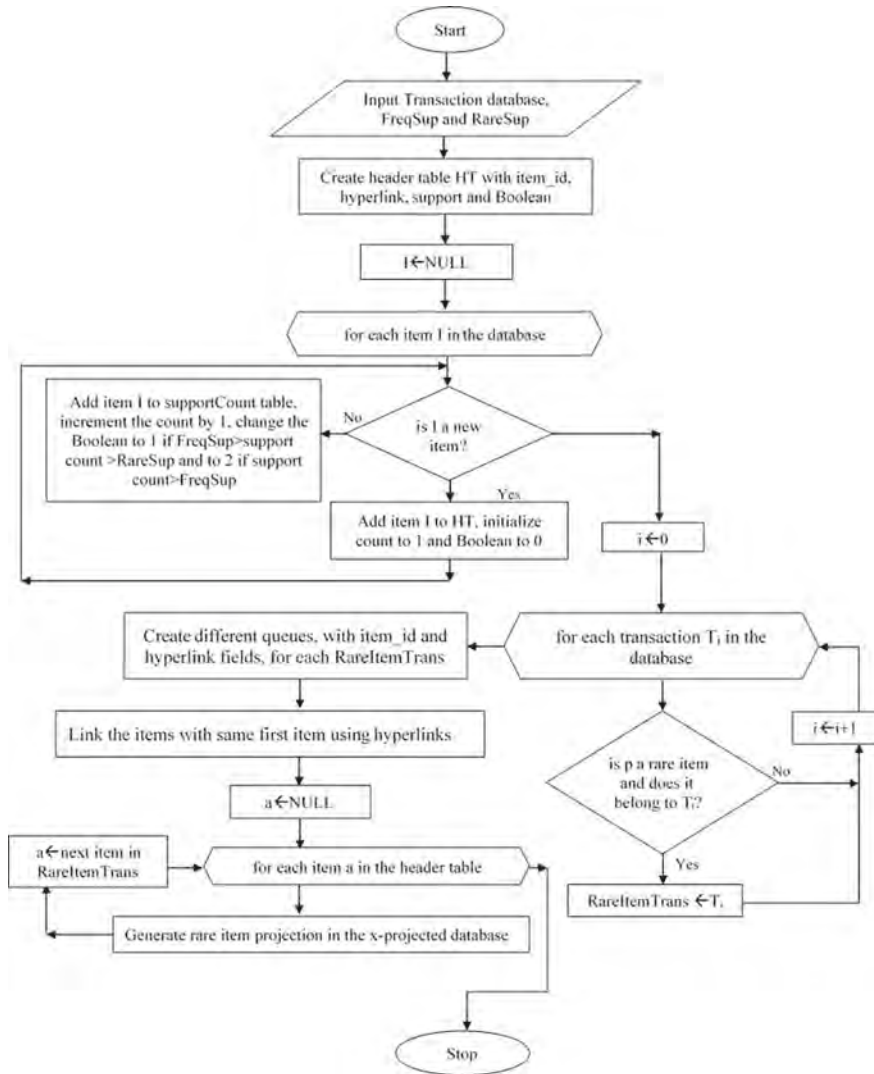 Start
Input Transaction database,
FreqSup and RareSup
Create header table HT with item_id,
hyperlink, support and Boolean
I←NULL
for each item I in the database
Add item I to supportCount table,
increment the count by 1, change the
Boolean to 1 if FreqSup>support
count >RareSup and to 2 if support
count>FreqSup
No
is I a new
item?
Yes
Add item I to HT, initialize
count to 1 and Boolean to 0
i←0
Create different queues, with item_id and
hyperlink fields, for each RareItemTrans
for each transaction Tᵢ in the
database
Link the items with same first item using hyperlinks
i←i+1
is p a rare item
and does it
belong to Tᵢ?
No
a←NULL
a←next item in
RareItemTrans
for each item a in the header table
Yes
RareItemTrans ←Tᵢ
Generate rare item projection in the x-projected database
Stop